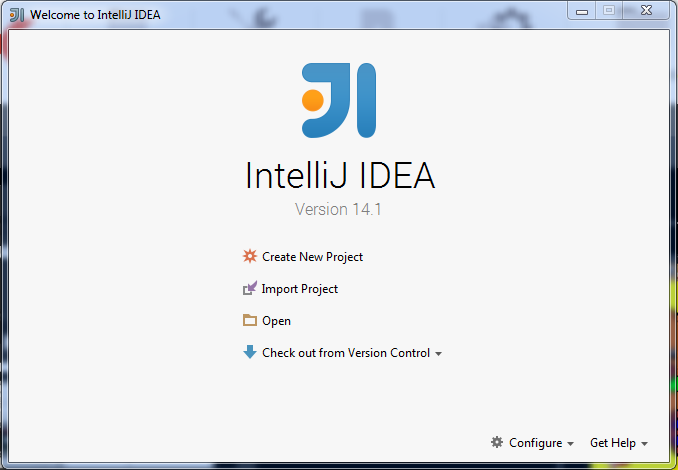 Welcome to IntelliJ IDEA
IntelliJ IDEA
Version 14.1
Create New Project
Import Project
Open
Check out from Version Control
Configure Get Help